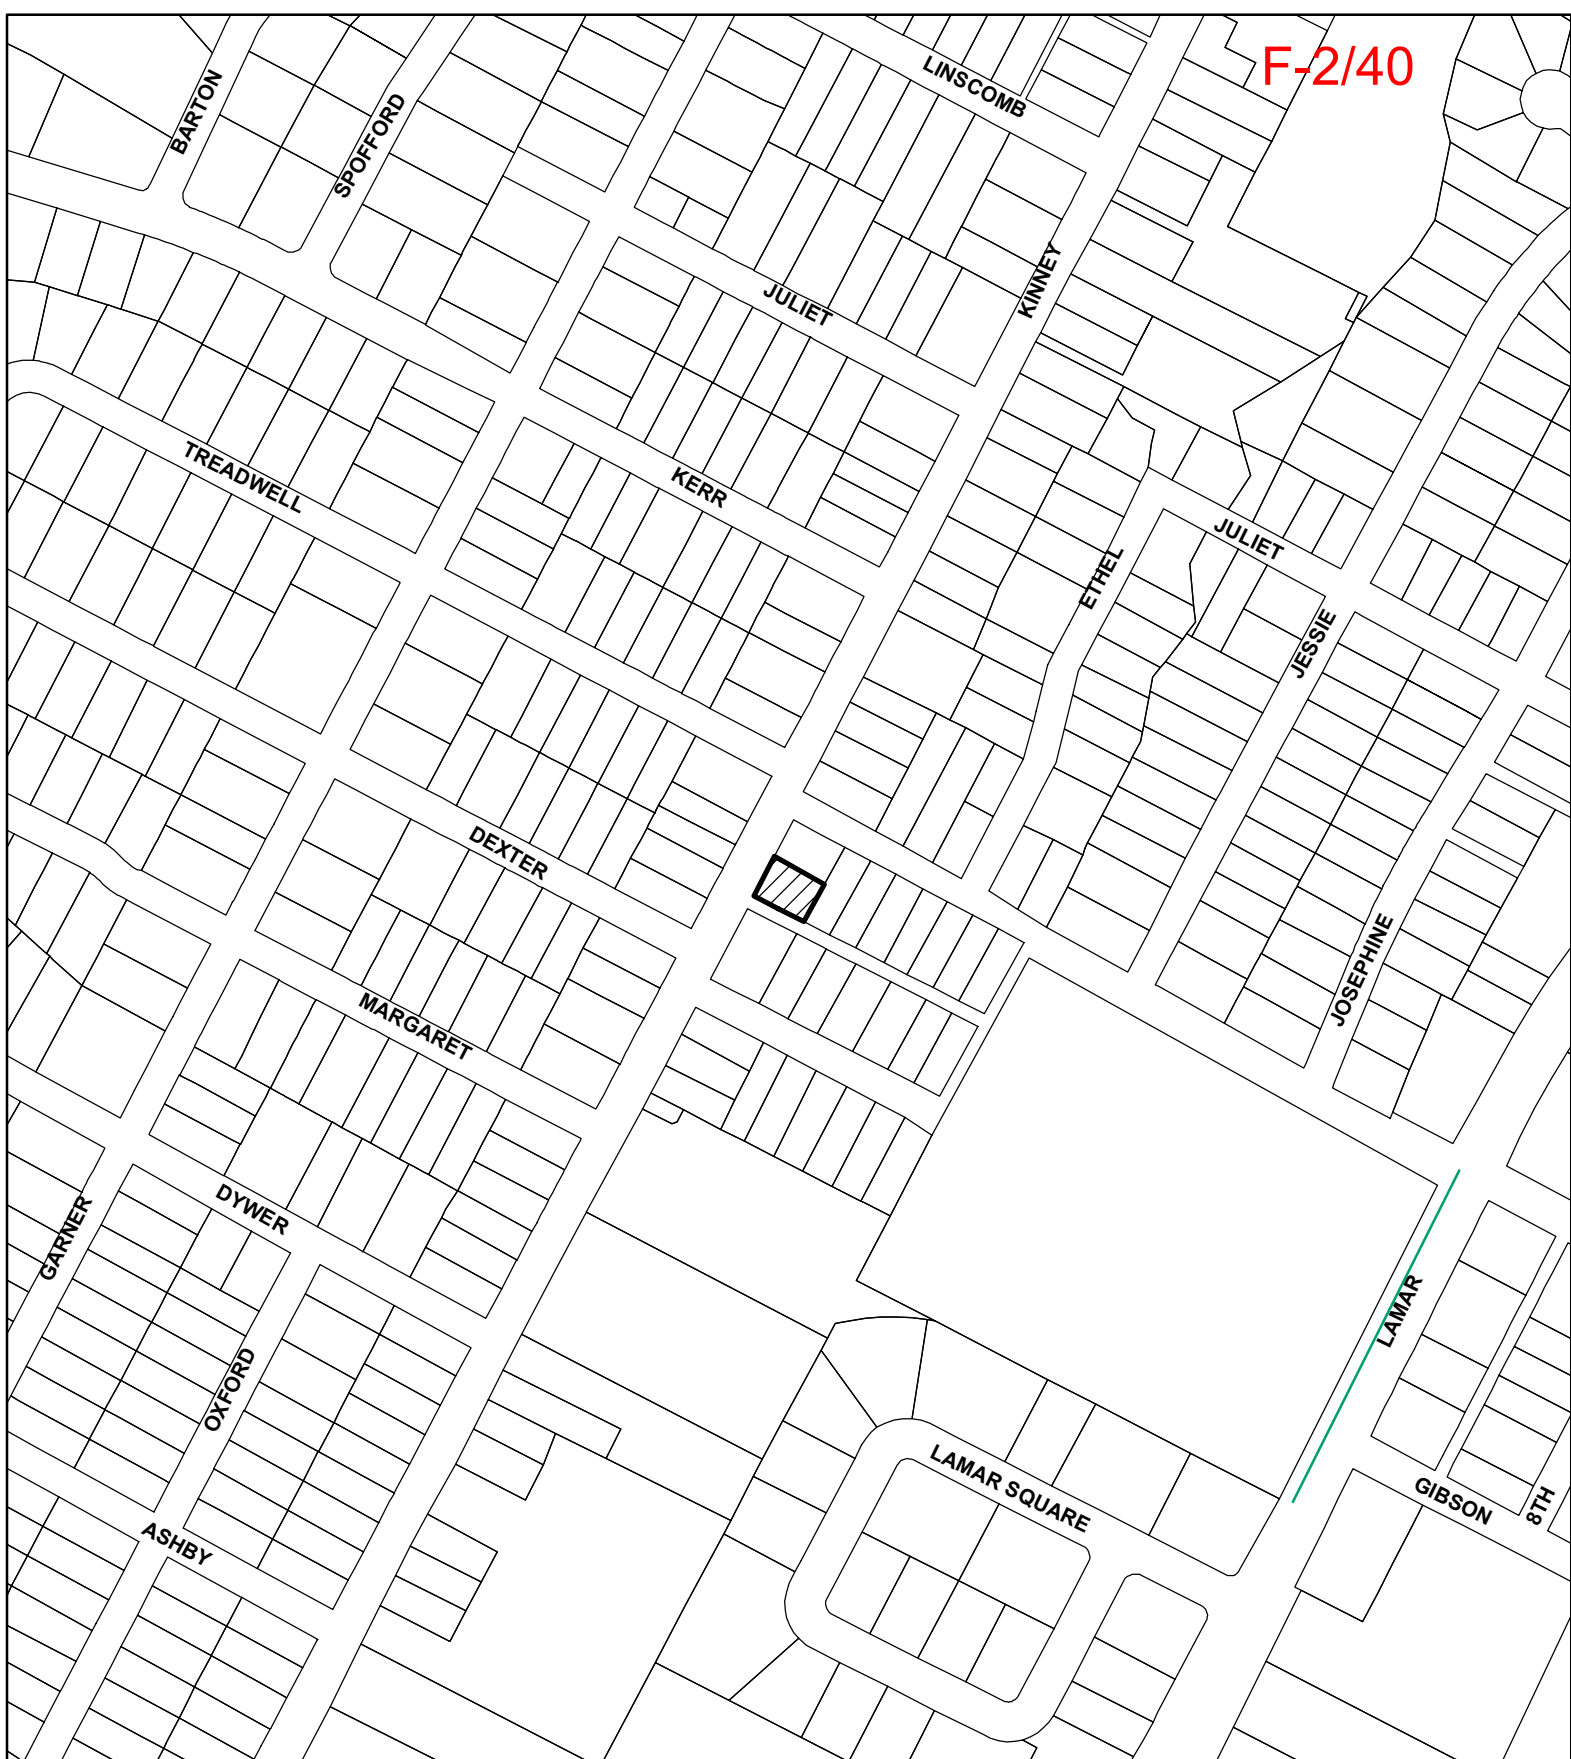 F-2/40
LINSCOMB
BARTON
SPOFFORD
KINNEY
JULIET
TREADWELL
KERR
JULIET
ETHEL
JESSIE
DEXTER
JOSEPHINE
MARGARET
DYWER
GARNER
LAMAR
OXFORD
LAMAR SQUARE
GIBSON
8TH
ASHBY